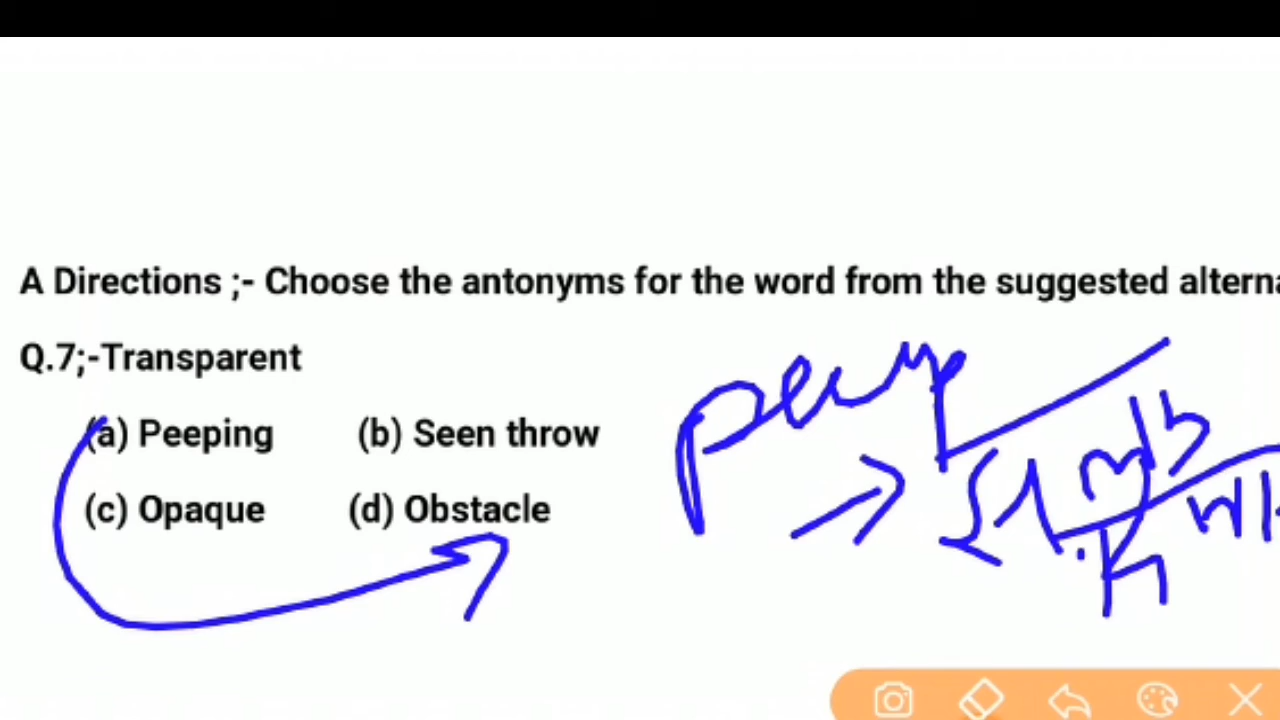 A Directions ;- Choose the antonyms for the word from the suggested alterna
Q.7;-Transparent
(a) Peeping (b) Seen throw
(c) Opaque (d) Obstacle